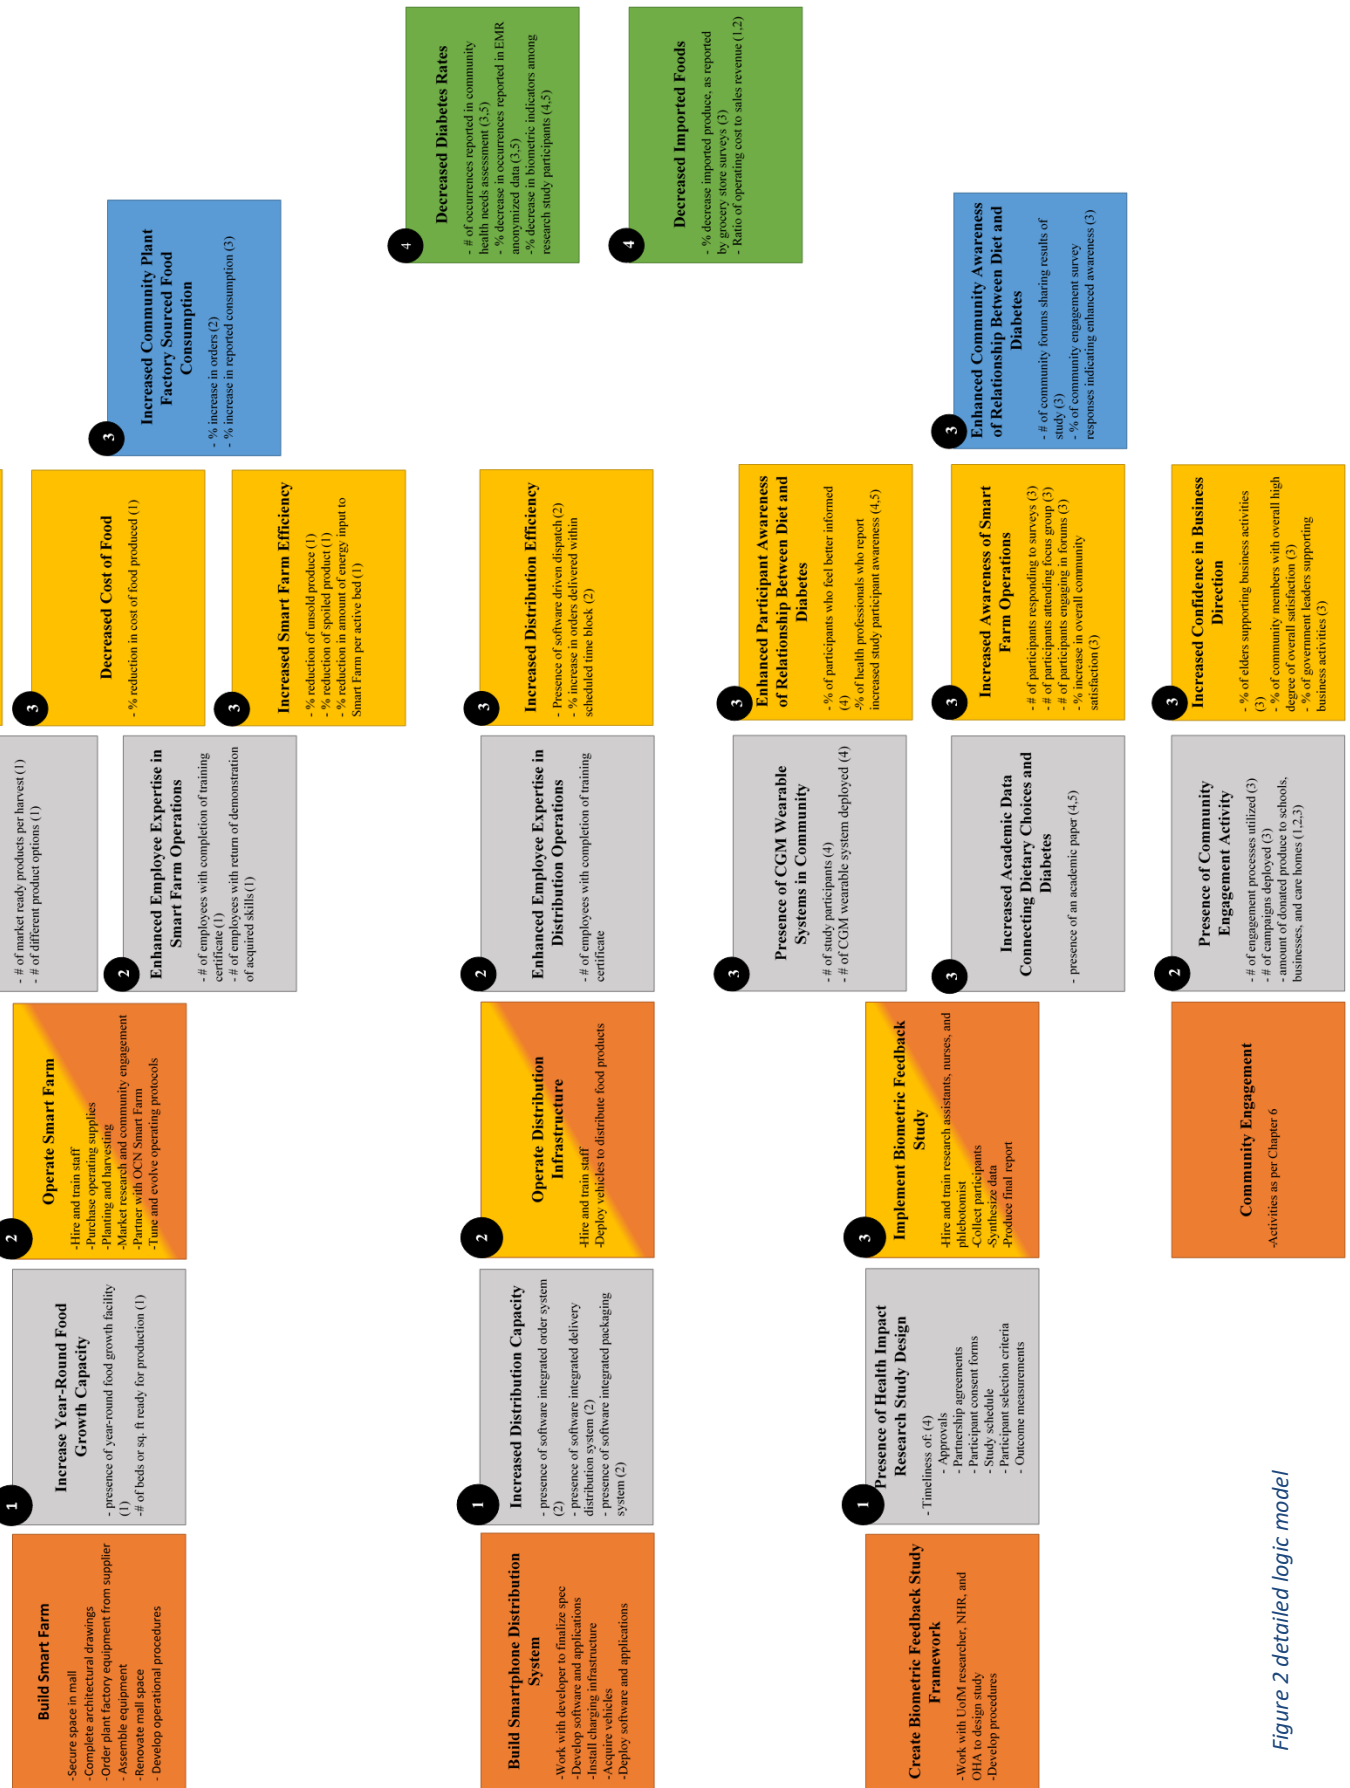 Build Smart Farm
-Secure space in mall
-Complete architectural drawings
-Order plant factory equipment from supplier
- Assemble equipment
-Renovate mall space
- Develop operational procedures
1
Increase Year-Round Food
Growth Capacity
- presence of year-round food growth facility
(1)
-# of beds or sq. ft ready for production (1)
2
Operate Smart Farm
-Hire and train staff
-Purchase operating supplies
-Planting and harvesting
-Market research and community engagement
-Partner with OCN Smart Farm
-Tune and evolve operating protocols
- # of market ready products per harvest (1)
- # of different product options (1)
2
Enhanced Employee Expertise in
Smart Farm Operations
- # of employees with completion of training
certificate (1)
- # of employees with return of demonstration
of acquired skills (1)
3
Decreased Cost of Food
- % reduction in cost of food produced (1)
3
Increased Smart Farm Efficiency
- % reduction of unsold produce (1)
- % reduction of spoiled product (1)
- % reduction in amount of energy input to
Smart Farm per active bed (1)
3
Increased Community Plant
Factory Sourced Food
Consumption
- % increase in orders (2)
- % increase in reported consumption (3)
4
Decreased Diabetes Rates
- # of occurrences reported in community
health needs assessment (3,5)
- % decrease in occurrences reported in EMR
anonymized data (3,5)
-% decrease in biometric indicators among
research study participants (4,5)
4
Decreased Imported Foods
- % decrease imported produce, as reported
by grocery store surveys (3)
- Ratio of operating cost to sales revenue (1,2)
Build Smartphone Distribution
System
-Work with developer to finalize spec
-Develop software and applications
-Install charging infrastructure
-Acquire vehicles
-Deploy software and applications
1
Increased Distribution Capacity
- presence of software integrated order system
(2)
- presence of software integrated delivery
distribution system (2)
- presence of software integrated packaging
system (2)
2
Operate Distribution
Infrastructure
-Hire and train staff
-Deploy vehicles to distribute food products
2
Enhanced Employee Expertise in
Distribution Operations
- # of employees with completion of training
certificate
3
Increased Distribution Efficiency
- Presence of software driven dispatch (2)
- % increase in orders delivered within
scheduled time block (2)
Create Biometric Feedback Study
Framework
-Work with UofM researcher, NHR, and
OHA to design study
-Develop procedures
1
Presence of Health Impact
Research Study Design
- Timeliness of: (4)
- Approvals
- Partnership agreements
- Participant consent forms
- Study schedule
- Participant selection criteria
- Outcome measurements
3
Implement Biometric Feedback
Study
-Hire and train research assistants, nurses, and
phlebotomist
-Collect participants
-Synthesize data
-Produce final report
3
Presence of CGM Wearable
Systems in Community
- # of study participants (4)
- # of CGM wearable system deployed (4)
3
Increased Academic Data
Connecting Dietary Choices and
Diabetes
- presence of an academic paper (4,5)
3
Enhanced Participant Awareness
of Relationship Between Diet and
Diabetes
- % of participants who feel better informed
(4)
-% of health professionals who report
increased study participant awareness (4,5)
3
Increased Awareness of Smart
Farm Operations
- # of participants responding to surveys (3)
- # of participants attending focus group (3)
- # of participants engaging in forums (3)
- % increase in overall community
satisfaction (3)
3
Enhanced Community Awareness
of Relationship Between Diet and
Diabetes
- # of community forums sharing results of
study (3)
- % of community engagement survey
responses indicating enhanced awareness (3)
Community Engagement
-Activities as per Chapter 6
2
Presence of Community
Engagement Activity
- # of engagement processes utilized (3)
- # of campaigns deployed (3)
- amount of donated produce to schools,
businesses, and care homes (1,2,3)
3
Increased Confidence in Business
Direction
- % of elders supporting business activities
(3)
- % of community members with overall high
degree of overall satisfaction (3)
- % of government leaders supporting
business activities (3)
Figure 2 detailed logic model